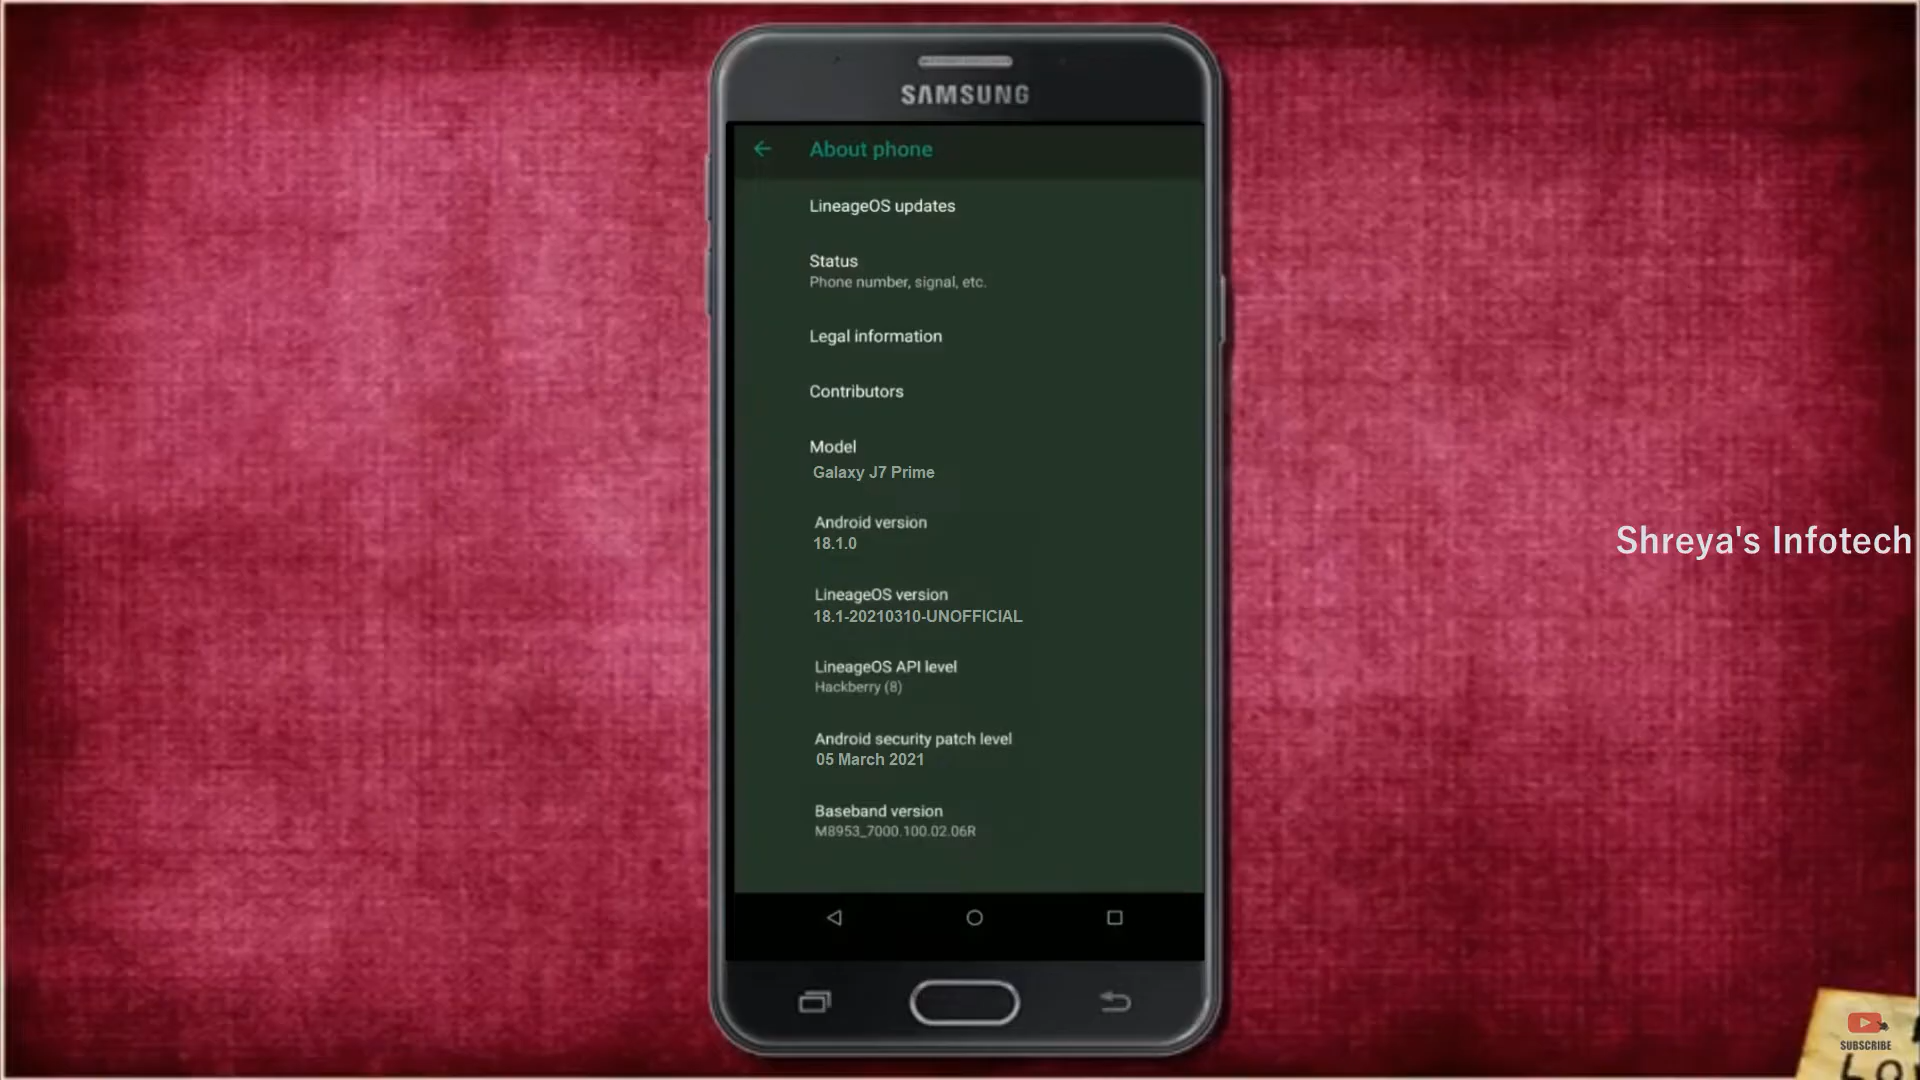 SAMSUNG
About phone
LineageOS updates
Status
Phone number, signal, etc.
Legal information
Contributors
Model
Galaxy J7 Prime
Android version
18.1.0
LineageOS version
18.1-20210310-UNOFFICIAL
LineageOS API level
Hackberry (8)
Android security patch level
05 March 2021
Baseband version
M8953_7000.100.02.06R
Shreya's Infotech
SUBSCRIBE